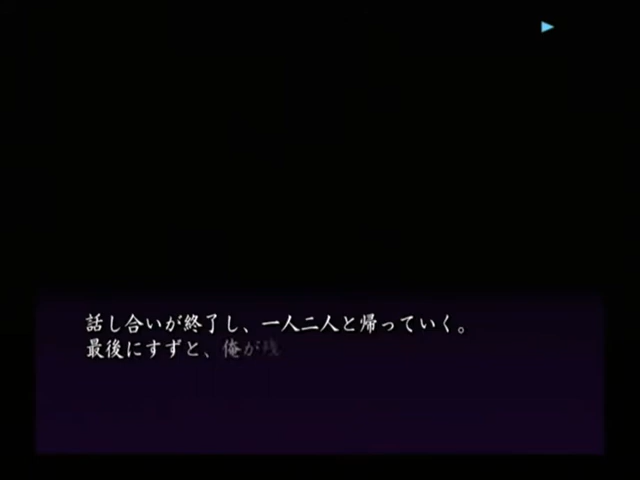 話し合いが終了し、一人二人と帰っていく。
最後にすずと、俺が残